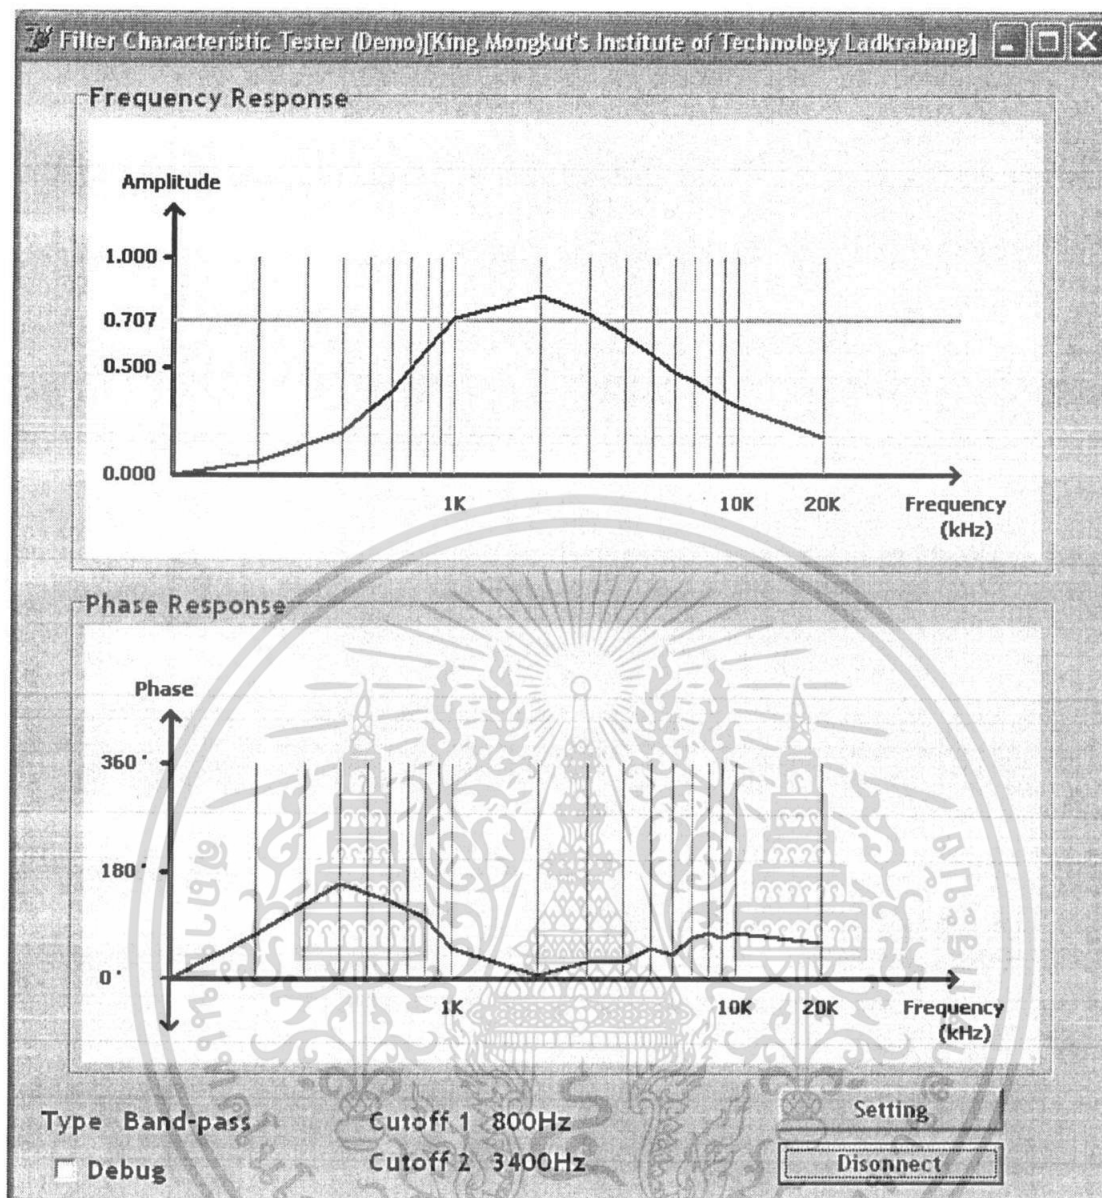 Filter Characteristic Tester (Demo)[King Mongkut's Institute of Technology Ladkrabang]
Frequency Response
Amplitude
1.000
0.707
0.500
0.000
1K
10K
20K
Frequency
(kHz)
Phase Response
Phase
360°
180°
0°
1K
10K
20K
Frequency
(kHz)
Type Band-pass
Cutoff 1 800Hz
Setting
Debug
Cutoff 2 3400Hz
Disonnect